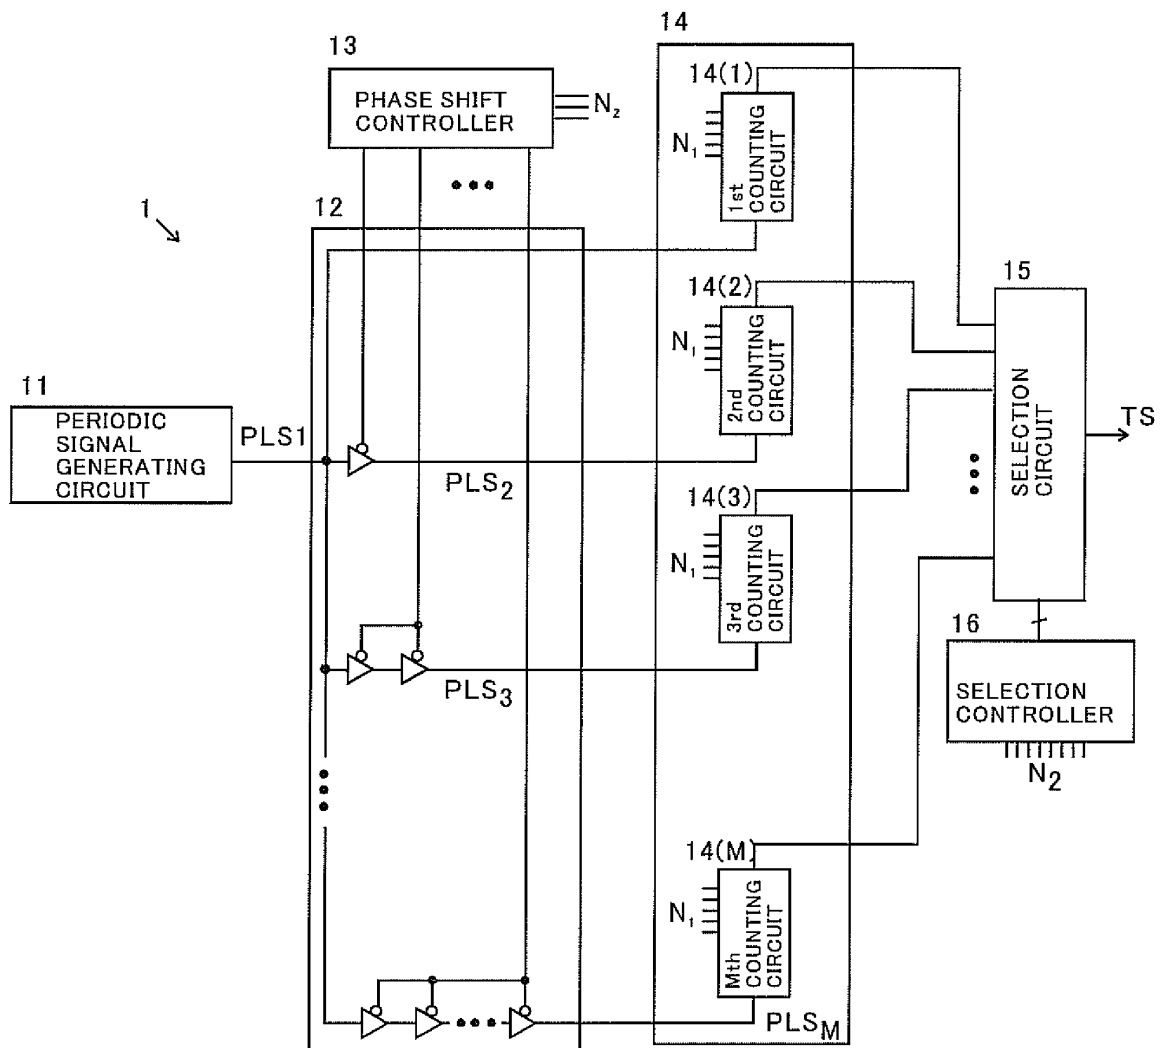 13
PHASE SHIFT
CONTROLLER
N2
14
14(1)
N1
1st
COUNTING
CIRCUIT
1
12
14(2)
N1
2nd
COUNTING
CIRCUIT
15
SELECTION
CIRCUIT
TS
11
PERIODIC
SIGNAL
GENERATING
CIRCUIT
PLS1
PLS2
14(3)
N1
3rd
COUNTING
CIRCUIT
PLS3
16
SELECTION
CONTROLLER
N2
14(M)
N1
Mth
COUNTING
CIRCUIT
PLSM